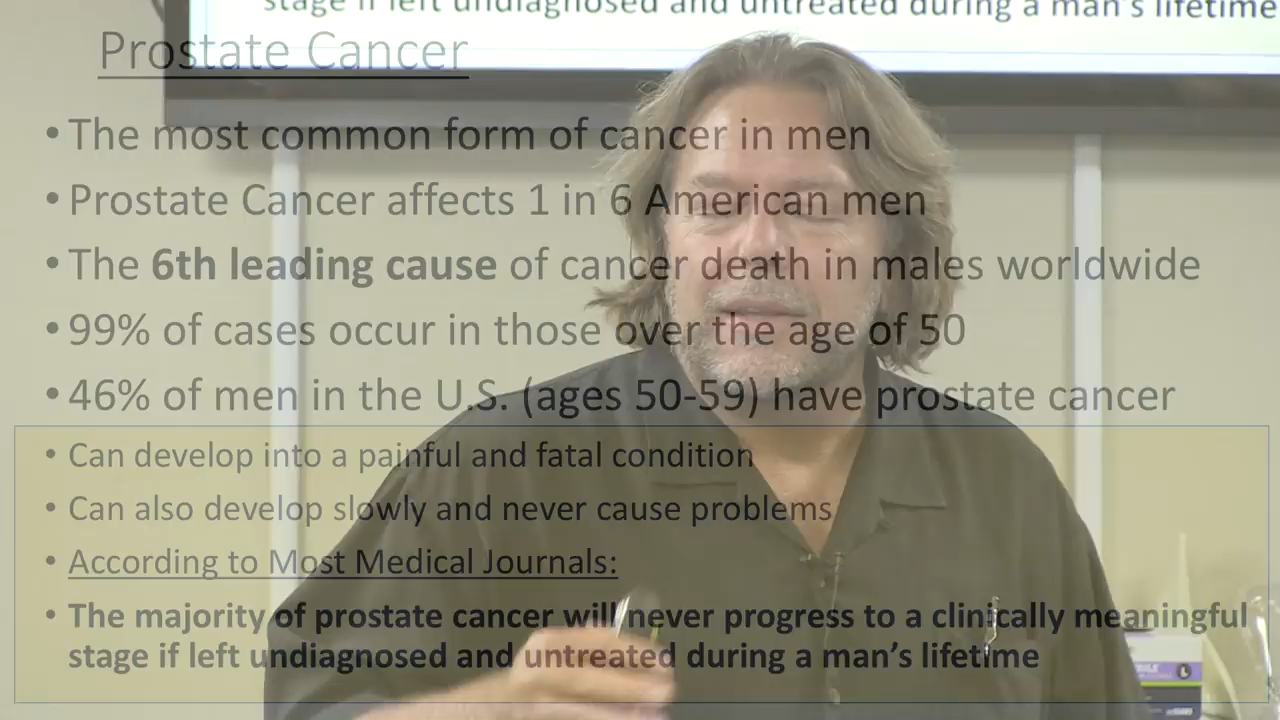 stage if left undiagnosed and untreated during a man's lifetime
Prostate Cancer
• The most common form of cancer in men
• Prostate Cancer affects 1 in 6 American men
• The 6th leading cause of cancer death in males worldwide
• 99% of cases occur in those over the age of 50
• 46% of men in the U.S. (ages 50-59) have prostate cancer
• Can develop into a painful and fatal condition
• Can also develop slowly and never cause problems
• According to Most Medical Journals:
• The majority of prostate cancer will never progress to a clinically meaningful
stage if left undiagnosed and untreated during a man’s lifetime
L